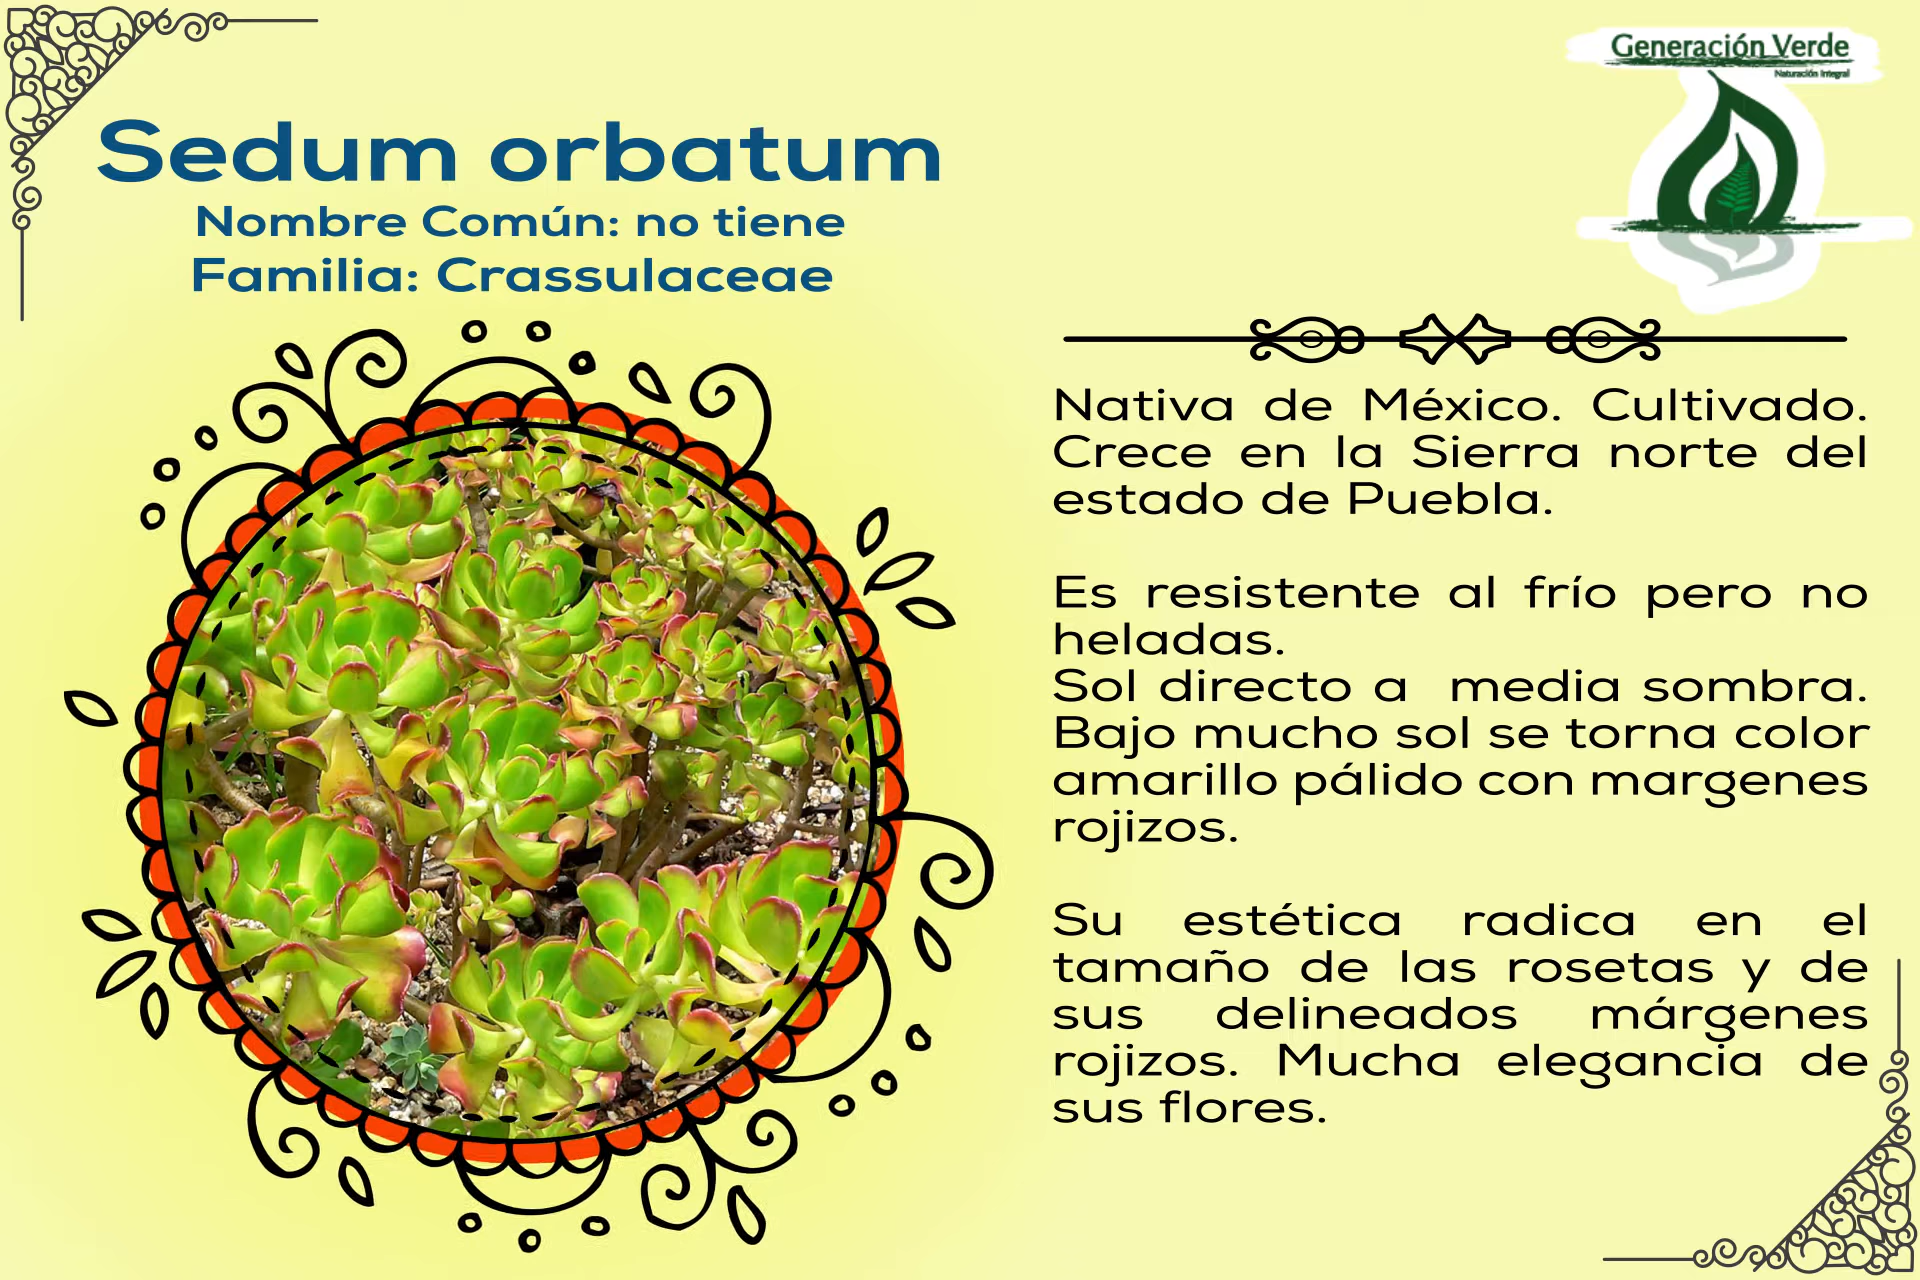 Generación Verde
Naturación Integral
Sedum orbatum
Nombre Común: no tiene
Familia: Crassulaceae
Nativa de México. Cultivado.
Crece en la Sierra norte del
estado de Puebla.
Es resistente al frío pero no
heladas.
Sol directo a media sombra.
Bajo mucho sol se torna color
amarillo pálido con margenes
rojizos.
Su estética radica en el
tamaño de las rosetas y de
sus delineados márgenes
rojizos. Mucha elegancia de
sus flores.